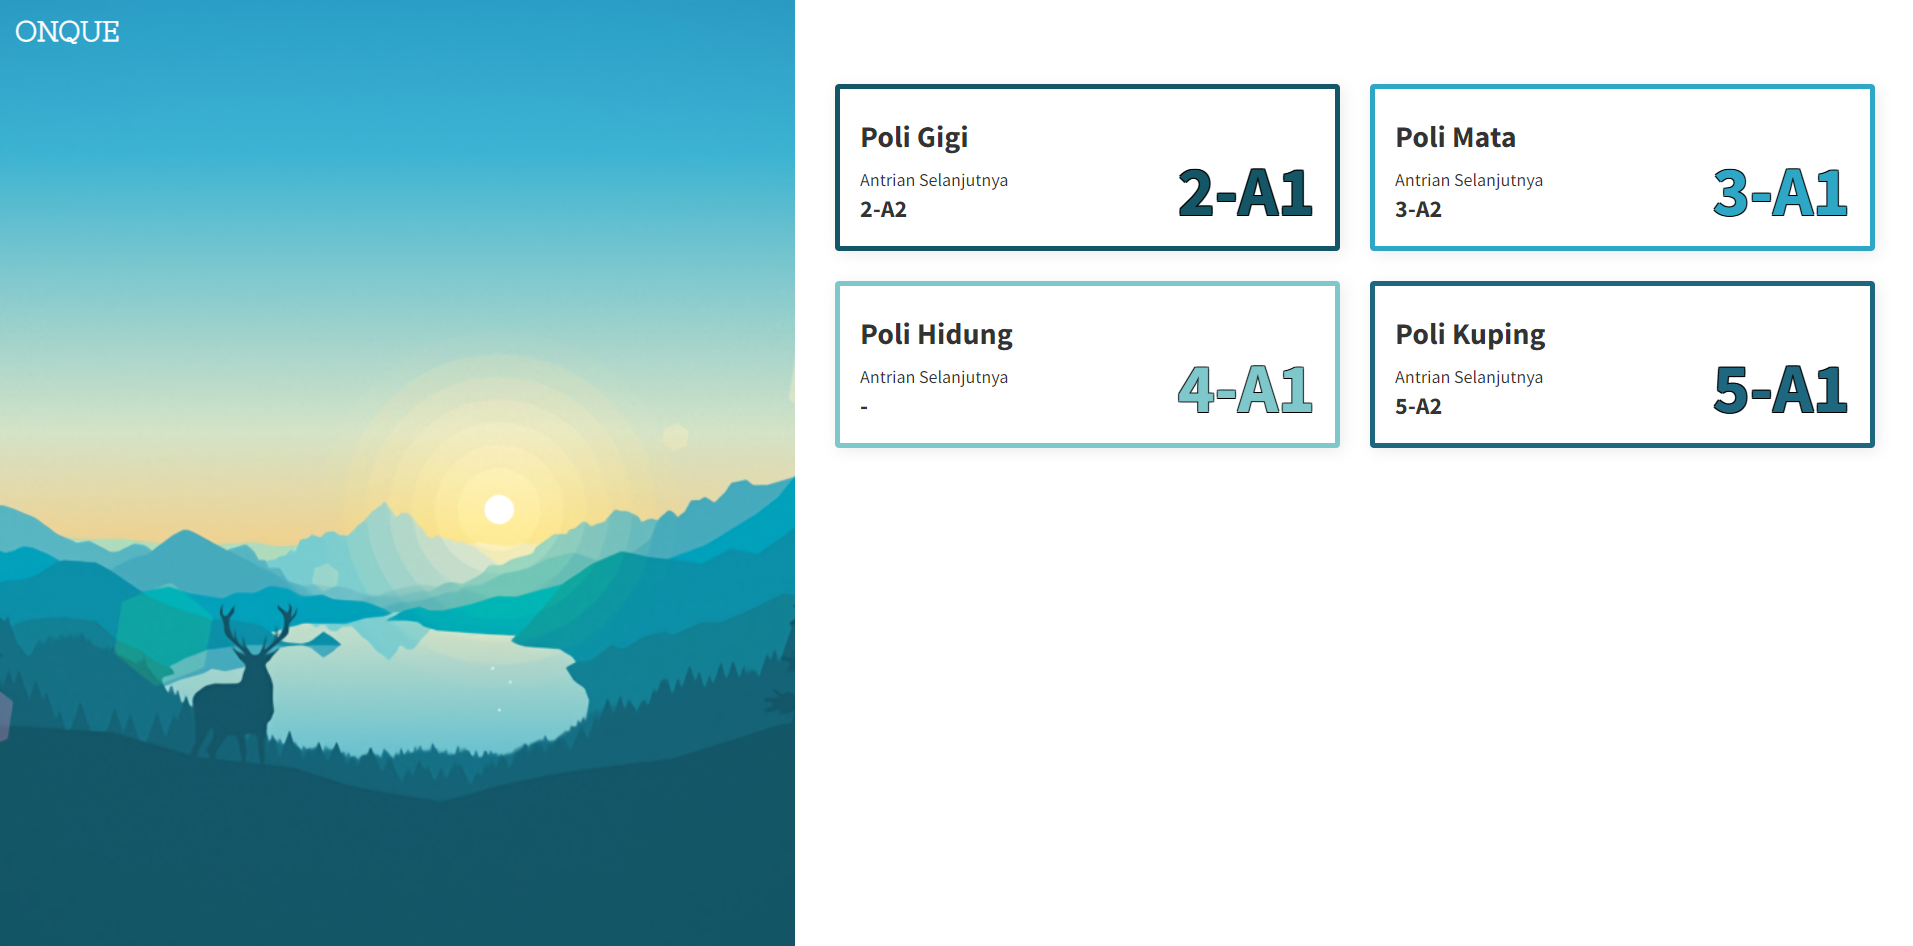 ONQUE
Poli Gigi
Antrian Selanjutnya
2-A2
2-A1
Poli Mata
Antrian Selanjutnya
3-A2
3-A1
Poli Hidung
Antrian Selanjutnya
-
4-A1
Poli Kuping
Antrian Selanjutnya
5-A2
5-A1